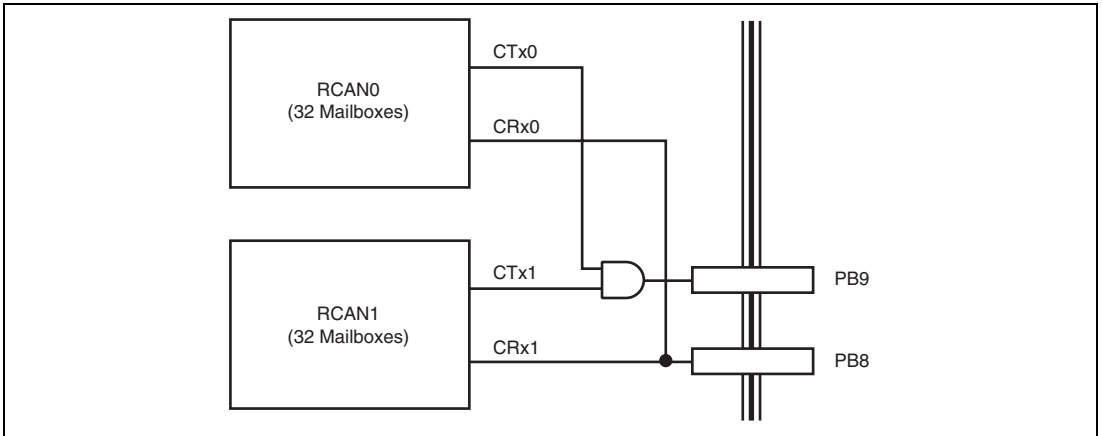 CTx0
RCAN0
(32 Mailboxes)
CRx0
CTx1
PB9
RCAN1
(32 Mailboxes)
CRx1
PB8